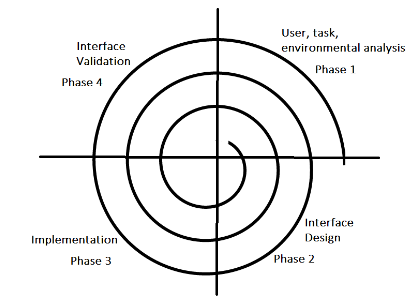 User, task,
environmental analysis
Phase 1
Interface
Validation
Phase 4
Interface
Design
Phase 2
Implementation
Phase 3